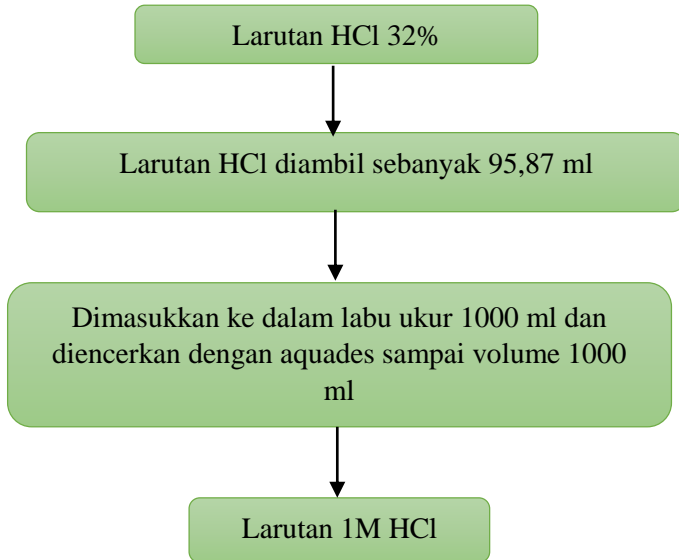 Larutan HCl 32%
Larutan HCl diambil sebanyak 95,87 ml
Dimasukkan ke dalam labu ukur 1000 ml dan
diencerkan dengan aquades sampai volume 1000
ml
Larutan 1M HCl